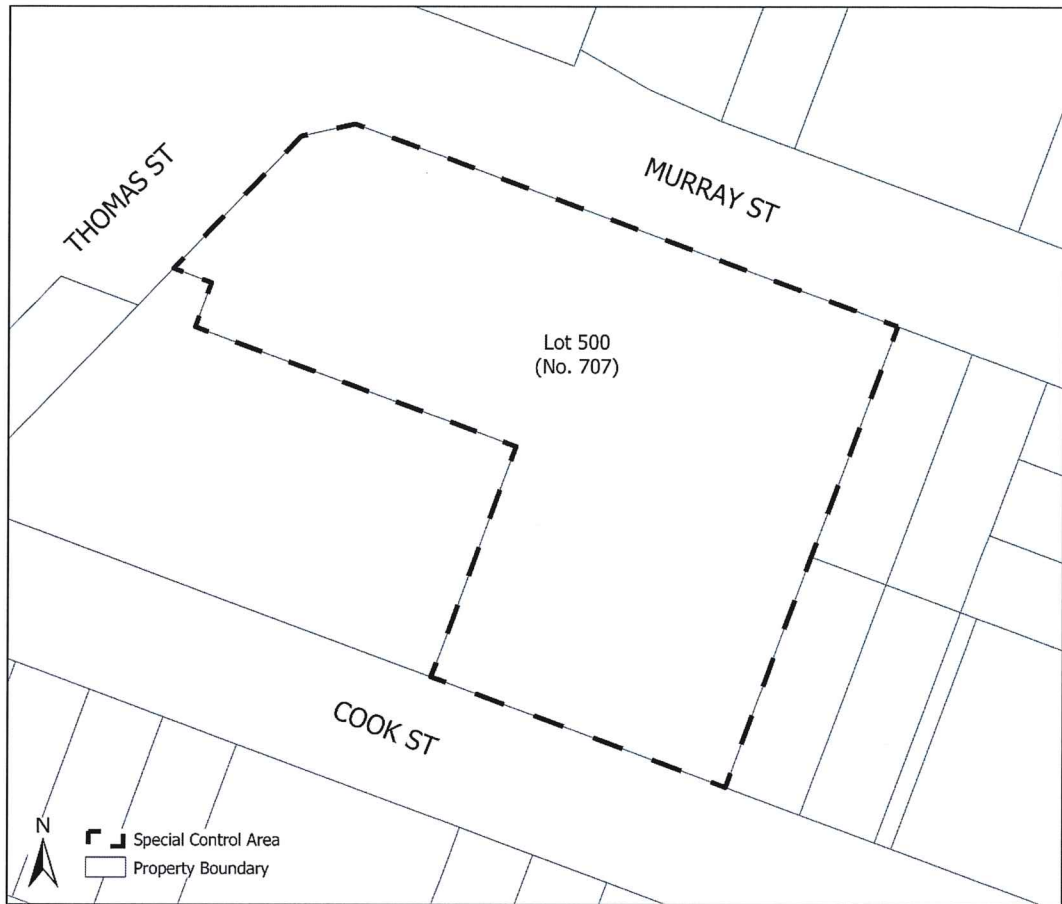 THOMAS ST
MURRAY ST
Lot 500
(No. 707)
COOK ST
N
Special Control Area
Property Boundary